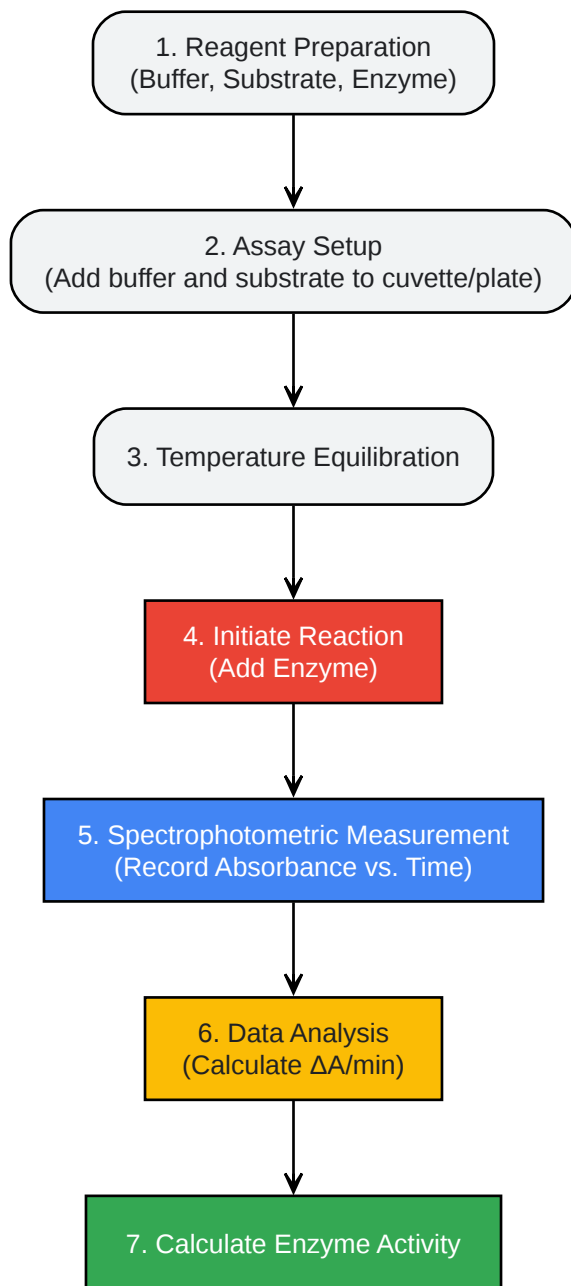 1. Reagent Preparation
(Buffer, Substrate, Enzyme)
2. Assay Setup
(Add buffer and substrate to cuvette/plate)
3. Temperature Equilibration
4. Initiate Reaction
(Add Enzyme)
5. Spectrophotometric Measurement
(Record Absorbance vs. Time)
6. Data Analysis
(Calculate ΔA/min)
7. Calculate Enzyme Activity